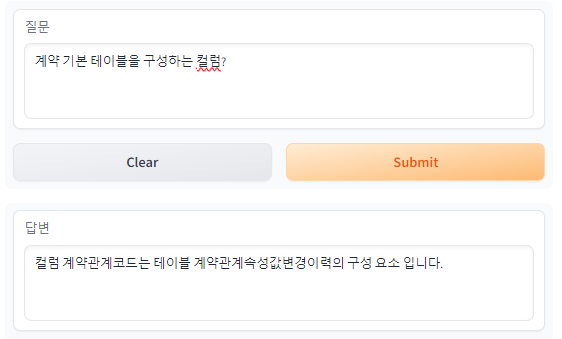 질문
계약 기본 테이블을 구성하는 컬럼?
Clear
Submit
답변
컬럼 계약관계코드는 테이블 계약관계속성값변경이력의 구성 요소 입니다.